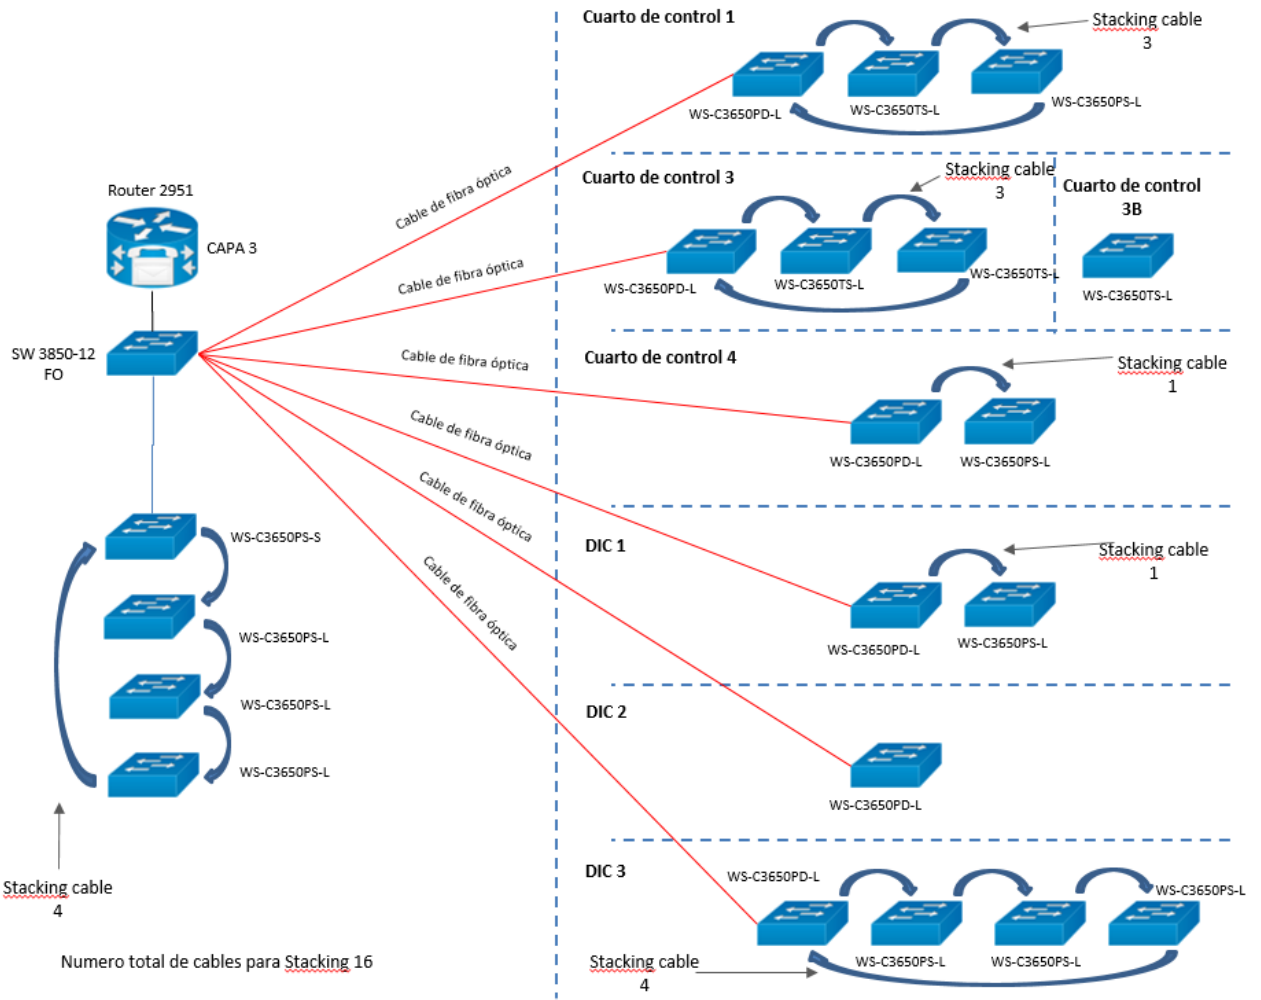 Cuarto de control 1
Stacking cable
3
WS-C3650PD-L
WS-C3650TS-L
WS-C3650PS-L
Cable de fibra óptica
Cuarto de control 3
Stacking cable
3
Cuarto de control
3B
WS-C3650PD-L
WS-C3650TS-L
WS-C3650TS-L
WS-C3650TS-L
Router 2951
CAPA 3
Cable de fibra óptica
SW 3850-12
FO
Cuarto de control 4
Stacking cable
1
Cable de fibra óptica
WS-C3650PD-L
WS-C3650PS-L
Cable de fibra óptica
Cable de fibra óptica
DIC 1
Stacking cable
1
WS-C3650PD-L
WS-C3650PS-L
Cable de fibra óptica
WS-C3650PS-S
WS-C3650PS-L
WS-C3650PS-L
WS-C3650PS-L
DIC 2
WS-C3650PD-L
Stacking cable
4
DIC 3
WS-C3650PD-L
WS-C3650PS-L
WS-C3650PS-L
WS-C3650PS-L
Stacking cable
4
Numero total de cables para Stacking 16